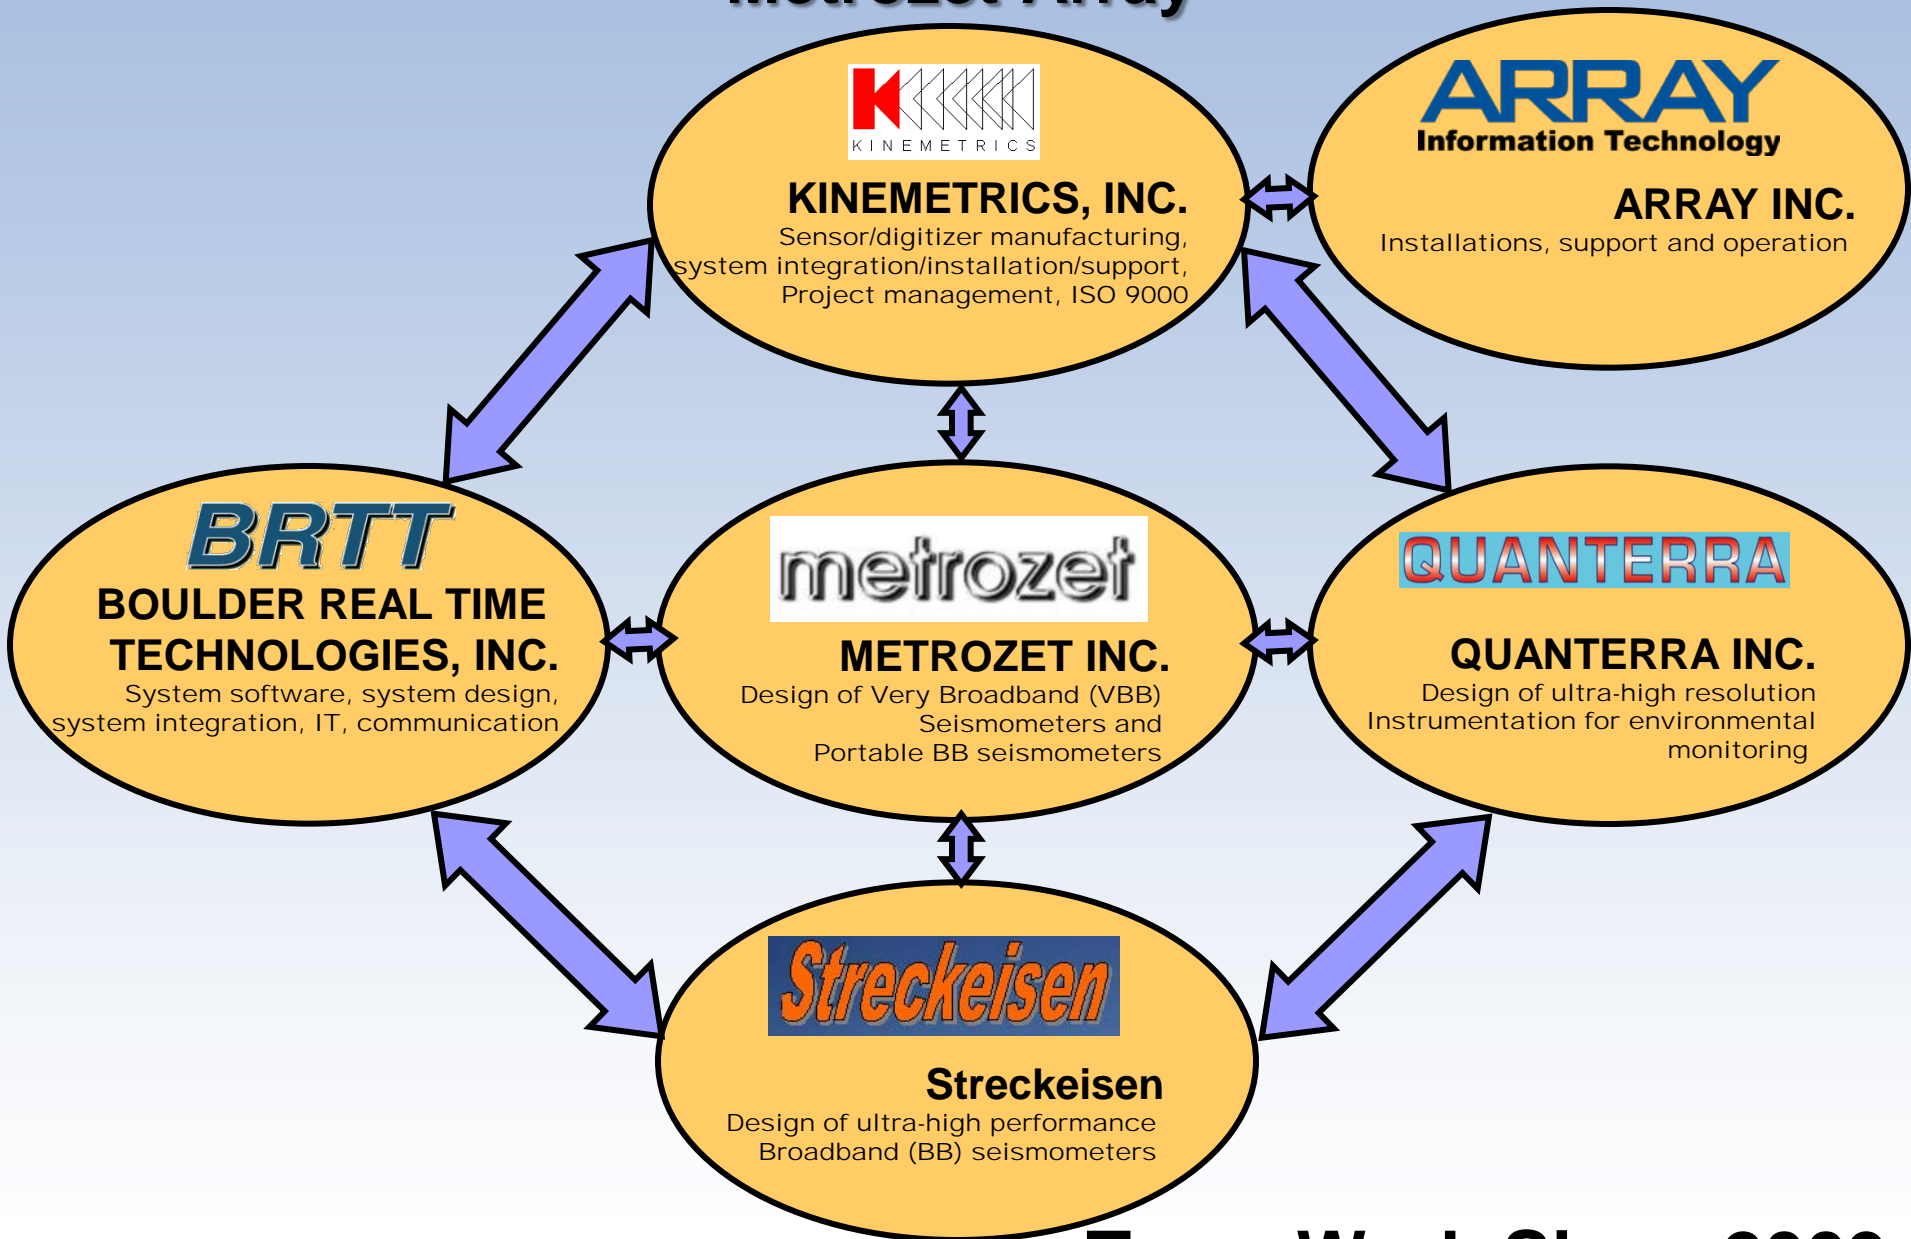 Metrozet Array
KINEMETRICS
KINEMETRICS, INC.
Sensor/digitizer manufacturing,
system integration/installation/support,
Project management, ISO 9000
ARRAY
Information Technology
ARRAY INC.
Installations, support and operation
BRTT
BOULDER REAL TIME
TECHNOLOGIES, INC.
System software, system design,
system integration, IT, communication
metrozet
METROZET INC.
Design of Very Broadband (VBB)
Seismometers and
Portable BB seismometers
QUANTERRA
QUANTERRA INC.
Design of ultra-high resolution
Instrumentation for environmental
monitoring
Streckeisen
Streckeisen
Design of ultra-high performance
Broadband (BB) seismometers